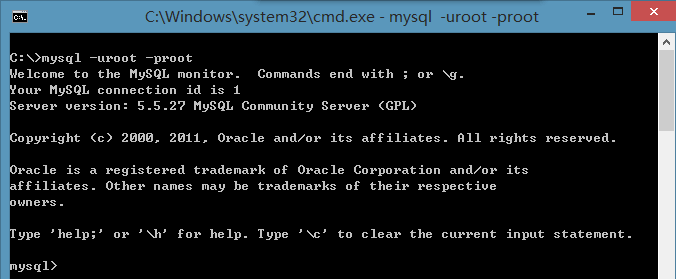 C:\Windows\system32\cmd.exe - mysql  -uroot -proot
C:\>mysql -uroot -proot
Welcome to the MySQL monitor.  Commands end with ; or \g.
Your MySQL connection id is 1
Server version: 5.5.27 MySQL Community Server (GPL)
Copyright (c) 2000, 2011, Oracle and/or its affiliates. All rights reserved.
Oracle is a registered trademark of Oracle Corporation and/or its
affiliates. Other names may be trademarks of their respective
owners.
Type 'help;' or '\h' for help. Type '\c' to clear the current input statement.
mysql>